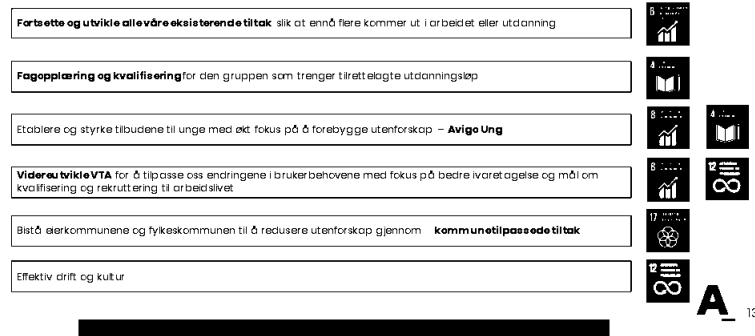 Fortsette og utvikle alle våre eksisterende tiltak slik at ennå flere kommer ut i arbeidet eller utdanning
8
Fagopplæring og kvalifisering for den gruppen som trenger tilrettelagte utdanningsløp
4
Etablere og styrke tilbudene til unge med økt fokus på å forebygge utenforskap – Avigo Ung
8 4
Videreutvikle VTA for å tilpasse oss endringene i brukerbehovene med fokus på bedre ivaretagelse og mål om
kvalifisering og rekruttering til arbeidslivet
8 12
Bistå eierkommunene og fylkeskommunen til å redusere utenforskap gjennom kommunetilpassede tiltak
17
Effektiv drift og kultur
12
A_ 13